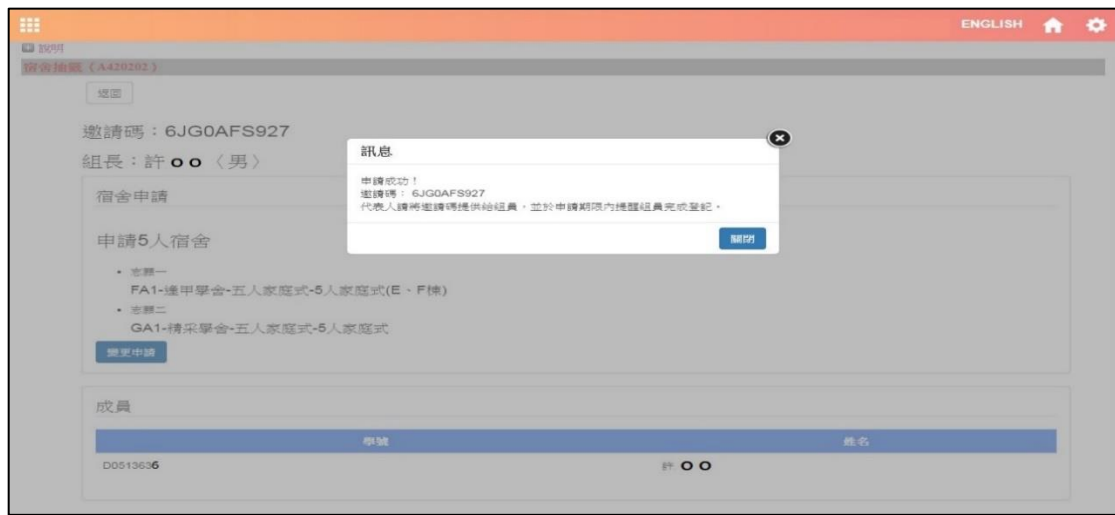 ENGLISH
說明
宿舍抽籤《A420202》
返回
邀請碼：6JG0AFS927
組長：許oo〈男〉
宿舍申請
申請5人宿舍
• 志願一
FA1-逢甲學舍-五人家庭式-5人家庭式(E、F棟)
• 志願二
GA1-精采學舍-五人家庭式-5人家庭式
變更申請
訊息
申請成功！
邀請碼： 6JG0AFS927
代表人請將邀請碼提供給組員，並於申請期限內提醒組員完成登記。
關閉
成員
學號 姓名
D0513636 許 O O